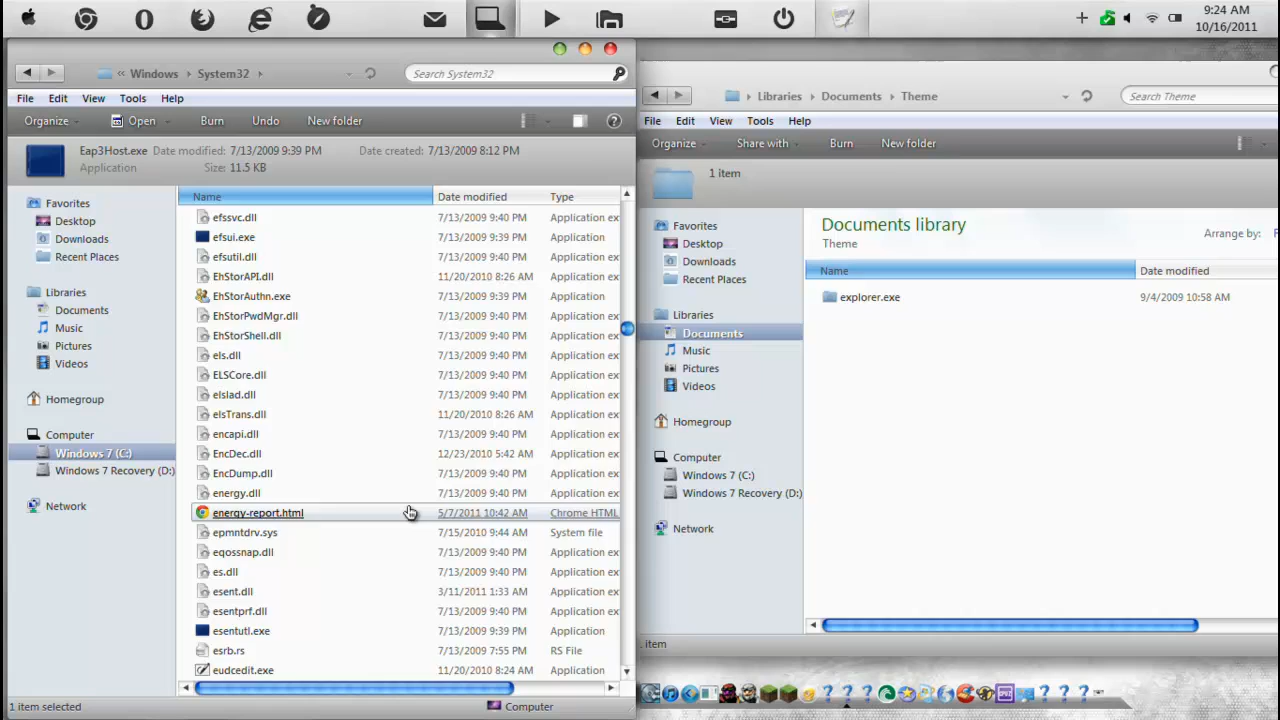 9:24 AM
10/16/2011
« Windows ▸ System32 ▸
Search System32
File Edit View Tools Help
Organize Open Burn Undo New folder
Eap3Host.exe Date modified: 7/13/2009 9:39 PM Date created: 7/13/2009 8:12 PM
Application Size: 11.5 KB
Favorites
Desktop
Downloads
Recent Places
Libraries
Documents
Music
Pictures
Videos
Homegroup
Computer
Windows 7 (C:)
Windows 7 Recovery (D:)
Network
Name Date modified Type
efssvc.dll 7/13/2009 9:40 PM Application ex
efsui.exe 7/13/2009 9:39 PM Application
efsutil.dll 7/13/2009 9:40 PM Application ex
EhStorAPI.dll 11/20/2010 8:26 AM Application ex
EhStorAuthn.exe 7/13/2009 9:39 PM Application
EhStorPwdMgr.dll 7/13/2009 9:40 PM Application ex
EhStorShell.dll 7/13/2009 9:40 PM Application ex
els.dll 7/13/2009 9:40 PM Application ex
ELSCore.dll 7/13/2009 9:40 PM Application ex
elslad.dll 7/13/2009 9:40 PM Application ex
elsTrans.dll 11/20/2010 8:26 AM Application ex
encapi.dll 7/13/2009 9:40 PM Application ex
EncDec.dll 12/23/2010 5:42 AM Application ex
EncDump.dll 7/13/2009 9:40 PM Application ex
energy.dll 7/13/2009 9:40 PM Application ex
energy-report.html 5/7/2011 10:42 AM Chrome HTML
epmntdrv.sys 7/15/2010 9:44 AM System file
eqossnap.dll 7/13/2009 9:40 PM Application ex
es.dll 7/13/2009 9:40 PM Application ex
esent.dll 3/11/2011 1:33 AM Application ex
esentprf.dll 7/13/2009 9:40 PM Application ex
esentutl.exe 7/13/2009 9:39 PM Application
esrb.rs 7/13/2009 7:55 PM RS File
eudcedit.exe 11/20/2010 8:24 AM Application
1 item selected Computer
▸ Libraries ▸ Documents ▸ Theme
Search Theme
File Edit View Tools Help
Organize Share with Burn New folder
1 item
Favorites
Desktop
Downloads
Recent Places
Libraries
Documents
Music
Pictures
Videos
Homegroup
Computer
Windows 7 (C:)
Windows 7 Recovery (D:)
Network
Documents library
Theme
Arrange by: F
Name Date modified
explorer.exe 9/4/2009 10:58 AM
item